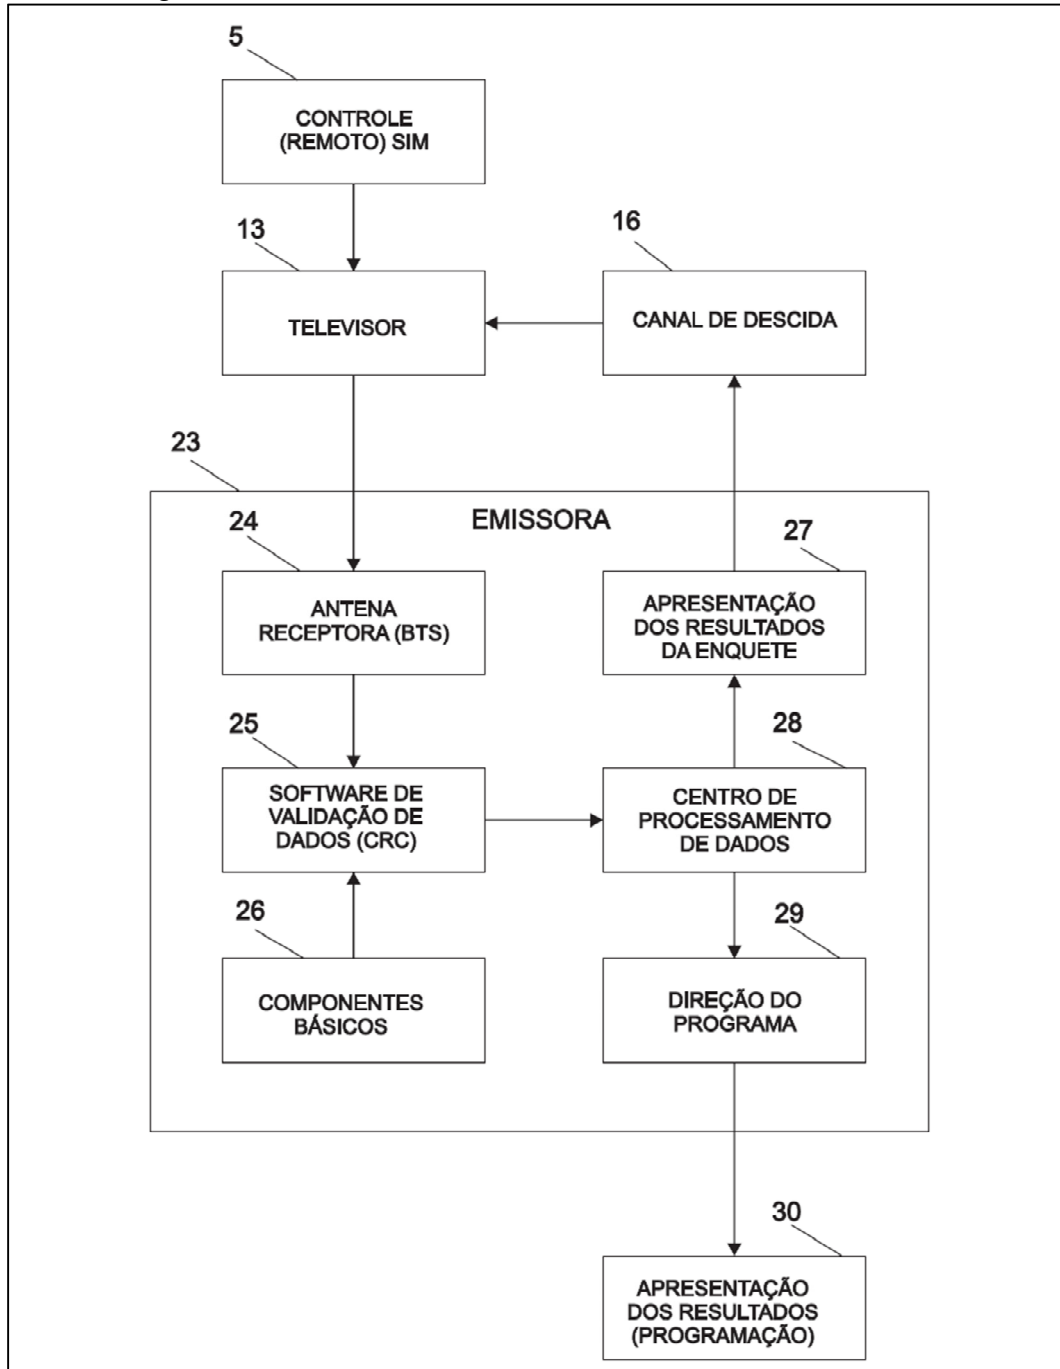 5
CONTROLE
(REMOTO) SIM
13
TELEVISOR
16
CANAL DE DESCIDA
23
EMISSORA
24
ANTENA
RECEPTORA (BTS)
27
APRESENTAÇÃO
DOS RESULTADOS
DA ENQUETE
25
SOFTWARE DE
VALIDAÇÃO DE
DADOS (CRC)
28
CENTRO DE
PROCESSAMENTO
DE DADOS
26
COMPONENTES
BÁSICOS
29
DIREÇÃO DO
PROGRAMA
30
APRESENTAÇÃO
DOS RESULTADOS
(PROGRAMAÇÃO)